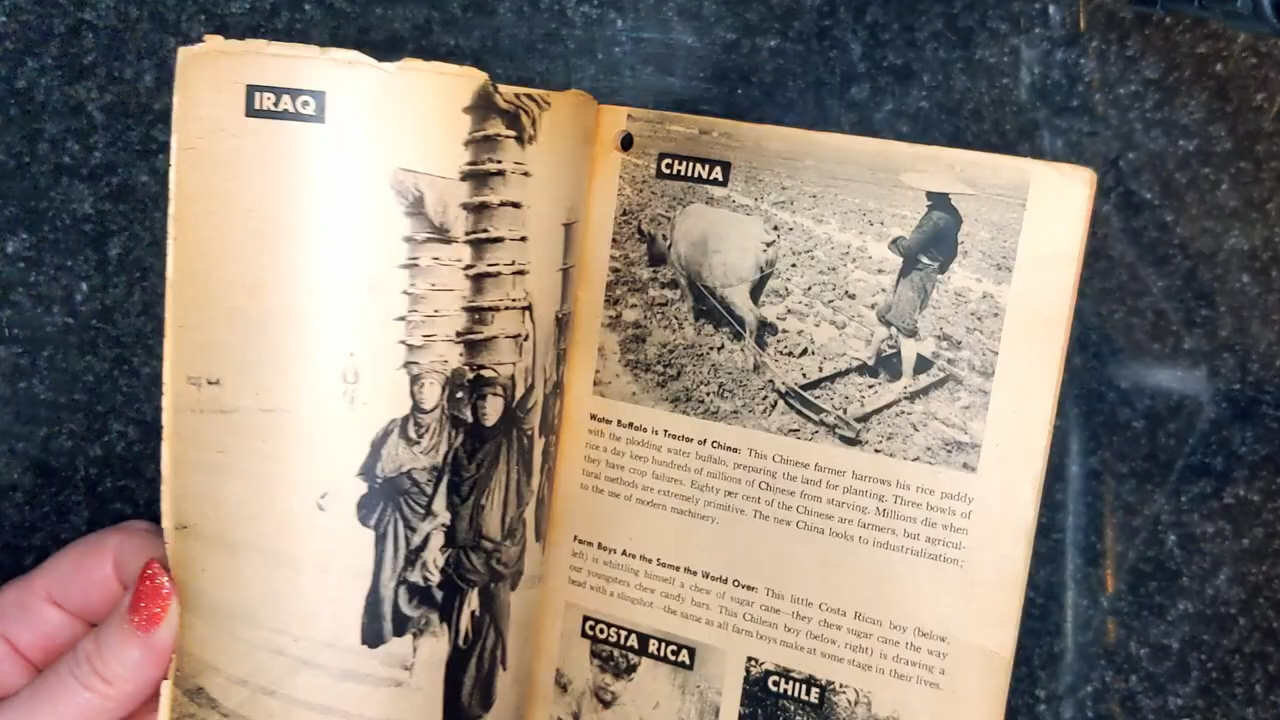 IRAQ
CHINA
Water Buffalo is Tractor of China: This Chinese farmer harrows his rice paddy
with the plodding water buffalo, preparing the land for planting. Three bowls of
rice a day keep hundreds of millions of Chinese from starving. Millions die when
they have crop failures. Eighty per cent of the Chinese are farmers, but agricul-
tural methods are extremely primitive. The new China looks to industrialization;
to the use of modern machinery.
Farm Boys Are the Same the World Over: This little Costa Rican boy (below,
left) is whittling himself a chew of sugar cane—they chew sugar cane the way
our youngsters chew candy bars. This Chilean boy (below, right) is drawing a
bead with a slingshot—the same as all farm boys make at some stage in their lives.
COSTA RICA
CHILE